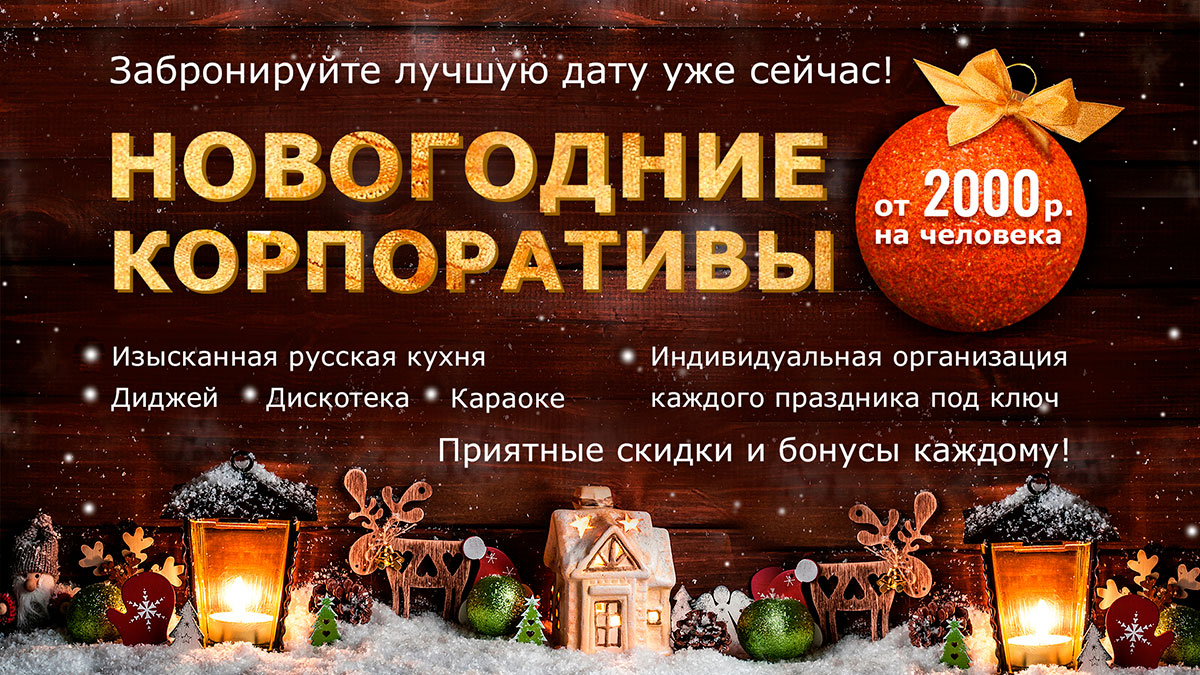 Забронируйте лучшую дату уже сейчас!
НОВОГОДНИЕ
КОРПОРАТИВЫ
от 2000 р.
на человека
Изысканная русская кухня
Диджей Дискотека Караоке
Индивидуальная организация
каждого праздника под ключ
Приятные скидки и бонусы каждому!